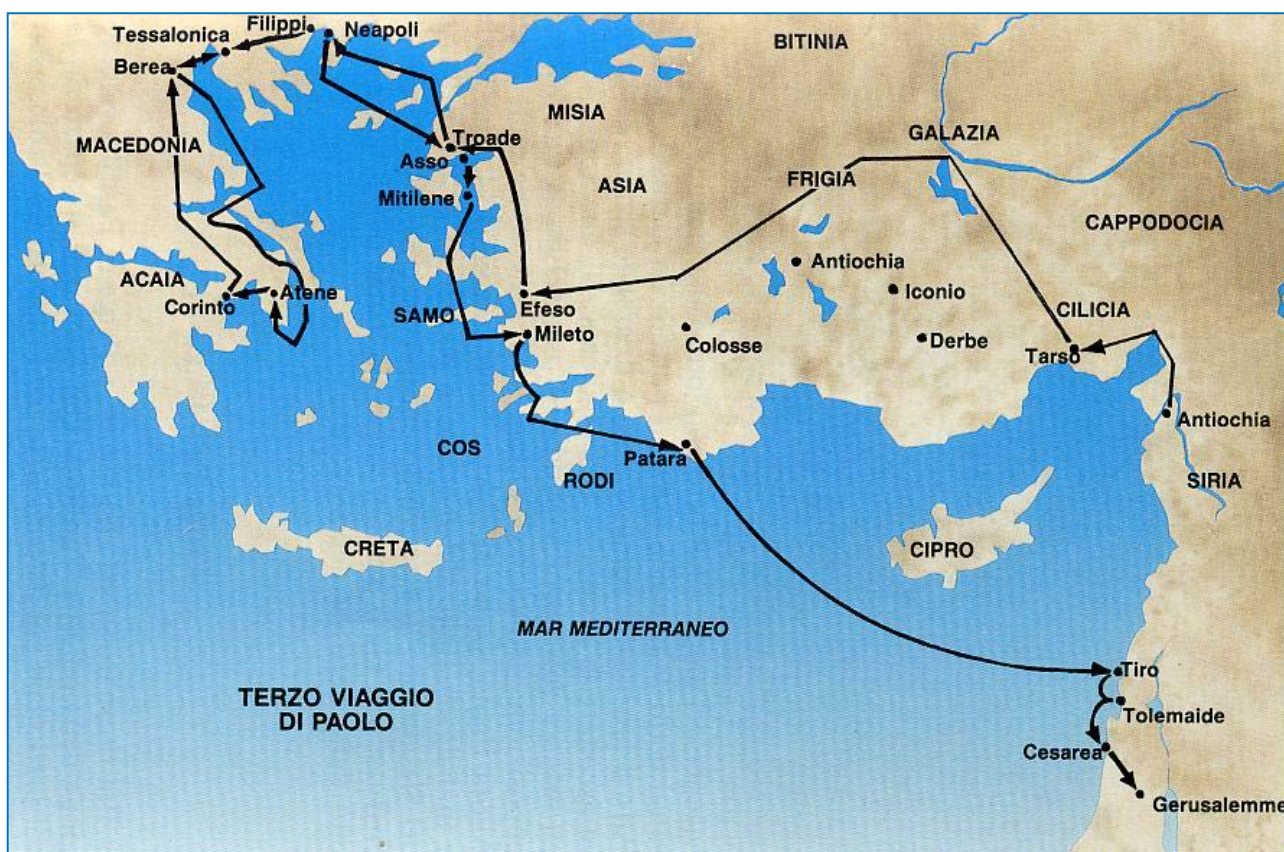 Filippi
Neapoli
Tessalonica
Berea
BITINIA
MISIA
MACEDONIA
Troade
GALAZIA
Asso
ASIA
FRIGIA
Mitilene
CAPPODOCIA
Antiochia
ACAIA
Atene
Iconio
Corinto
Efeso
SAMO
CILICIA
Mileto
Colosse
Derbe
Tarso
Antiochia
COS
Patara
RODI
SIRIA
CRETA
CIPRO
MAR MEDITERRANEO
Tiro
TERZO VIAGGIO
DI PAOLO
Tolemaide
Cesarea
Gerusalemme